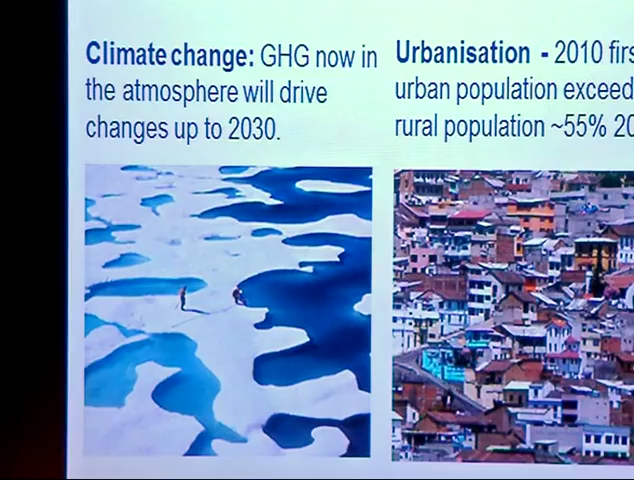 Climate change: GHG now in
the atmosphere will drive
changes up to 2030.
Urbanisation - 2010
urban population exceed
rural population ~55%